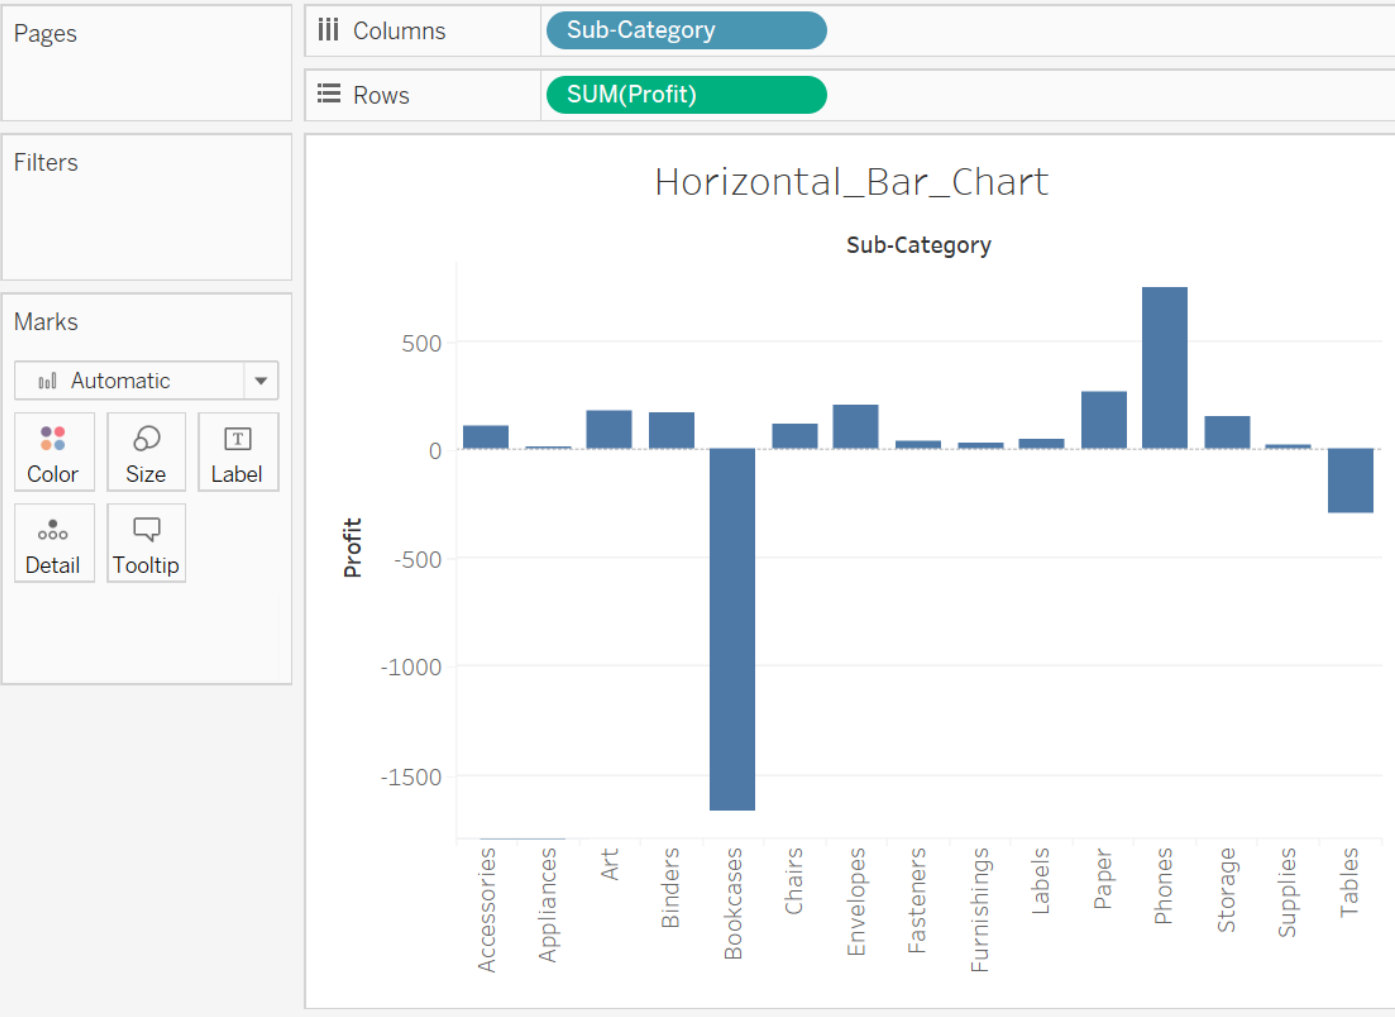 Pages
Columns
Sub-Category
Rows
SUM(Profit)
Filters
Marks
Automatic
Color
Size
Label
T
Detail
Tooltip
Horizontal_Bar_Chart
Sub-Category
Profit
500
0
-500
-1000
-1500
Accessories
Appliances
Art
Binders
Bookcases
Chairs
Envelopes
Fasteners
Furnishings
Labels
Paper
Phones
Storage
Supplies
Tables